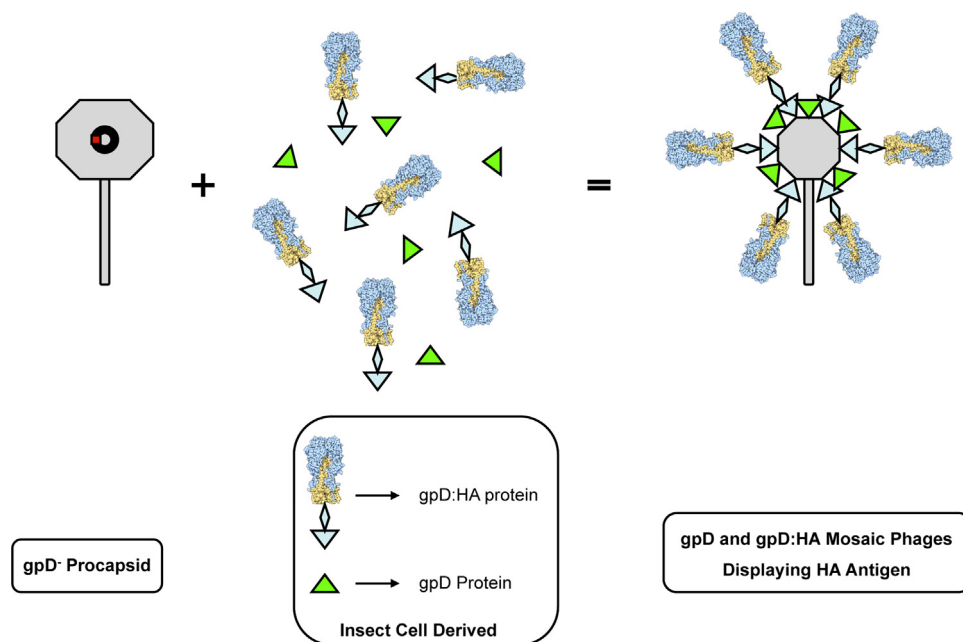 +
=
gpD:HA protein
gpD Protein
Insect Cell Derived
gpD⁻ Procapsid
gpD and gpD:HA Mosaic Phages
Displaying HA Antigen